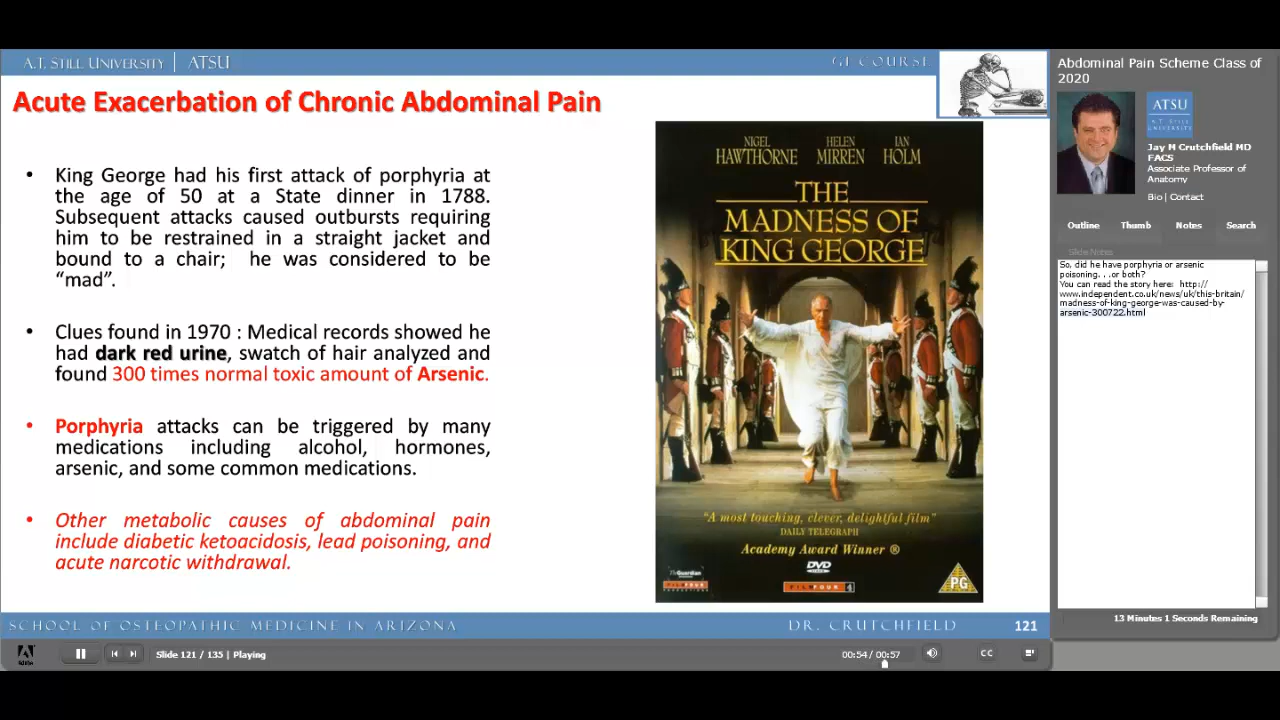 A.T. STILL UNIVERSITY | ATSU
GI COURSE
Acute Exacerbation of Chronic Abdominal Pain
• King George had his first attack of porphyria at
the age of 50 at a State dinner in 1788.
Subsequent attacks caused outbursts requiring
him to be restrained in a straight jacket and
bound to a chair; he was considered to be
“mad”.
• Clues found in 1970 : Medical records showed he
had dark red urine, swatch of hair analyzed and
found 300 times normal toxic amount of Arsenic.
• Porphyria attacks can be triggered by many
medications including alcohol, hormones,
arsenic, and some common medications.
• Other metabolic causes of abdominal pain
include diabetic ketoacidosis, lead poisoning, and
acute narcotic withdrawal.
NIGEL HAWTHORNE
HELEN MIRREN
IAN HOLM
THE
MADNESS OF
KING GEORGE
“A most touching, clever, delightful film”
DAILY TELEGRAPH
Academy Award Winner ®
DVD
FILMFOUR 4
PG
SCHOOL OF OSTEOPATHIC MEDICINE IN ARIZONA
DR. CRUTCHFIELD
121
Abdominal Pain Scheme Class of
2020
ATSU
A.T. STILL
UNIVERSITY
Jay M Crutchfield MD
FACS
Associate Professor of
Anatomy
Bio | Contact
Outline Thumb Notes Search
Slide Notes
So, did he have porphyria or arsenic
poisoning. . .or both?
You can read the story here: http://
www.independent.co.uk/news/uk/this-britain/
madness-of-king-george-was-caused-by-
arsenic-300722.html
13 Minutes 1 Seconds Remaining
Slide 121 / 135 | Playing
00:54 / 00:57
CC